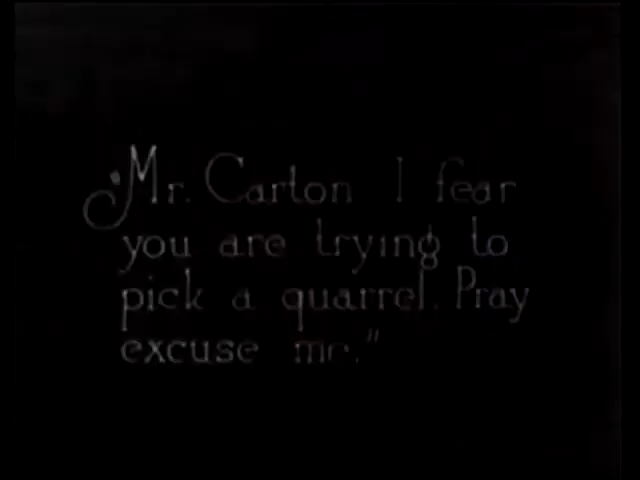 "Mr. Carton I fear
you are trying to
pick a quarrel. Pray
excuse me."